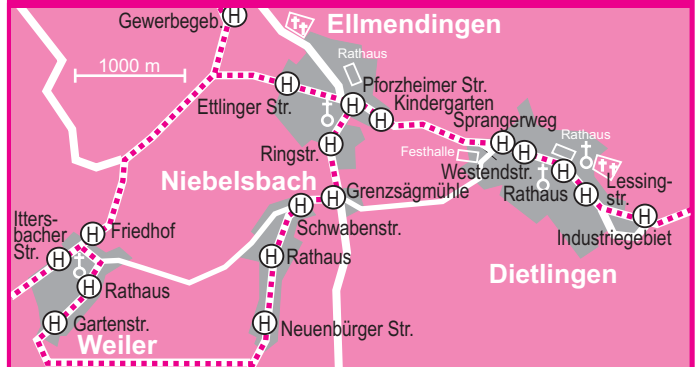 Gewerbegeb.
Ellmendingen
Rathaus
1000 m
H
H
Ettlinger Str.
H
Pforzheimer Str.
H
Kindergarten
Sprangerweg
H
H
Rathaus
Ringstr.
H
Festhalle
Westendstr.
H
Lessing-
str.
Niebelsbach
H
Grenzsägmühle
Rathaus
H
Itters-
bacher
Str.
H
Friedhof
H
Schwabenstr.
H
Industriegebiet
H
H
Rathaus
Dietlingen
H
Rathaus
H
Gartenstr.
H
Neuenbürger Str.
Weiler